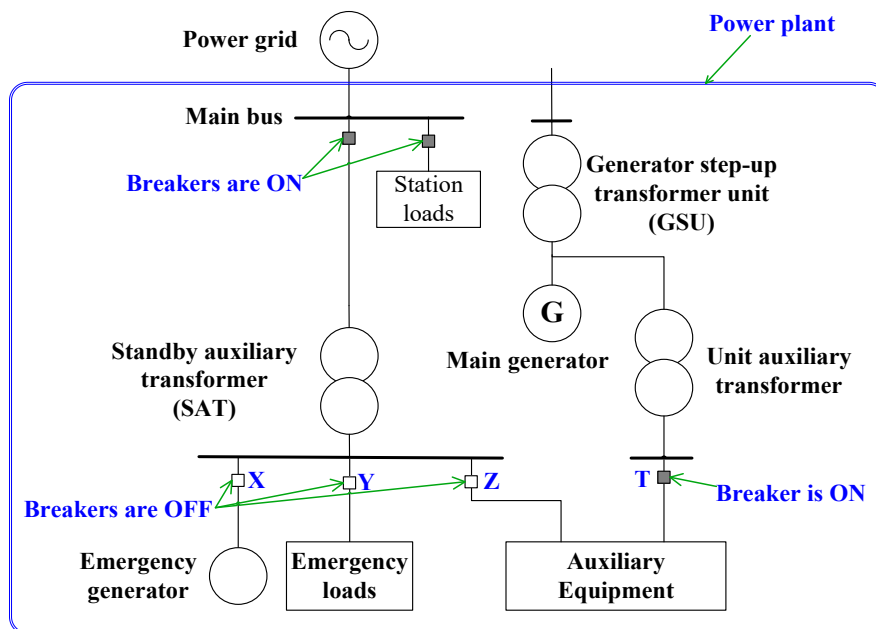 Power grid
Power plant
Main bus
Breakers are ON
Station
loads
Generator step-up
transformer unit
(GSU)
G
Main generator
Standby auxiliary
transformer
(SAT)
Unit auxiliary
transformer
X
Y
Z
T
Breakers are OFF
Breaker is ON
Emergency
generator
Emergency
loads
Auxiliary
Equipment